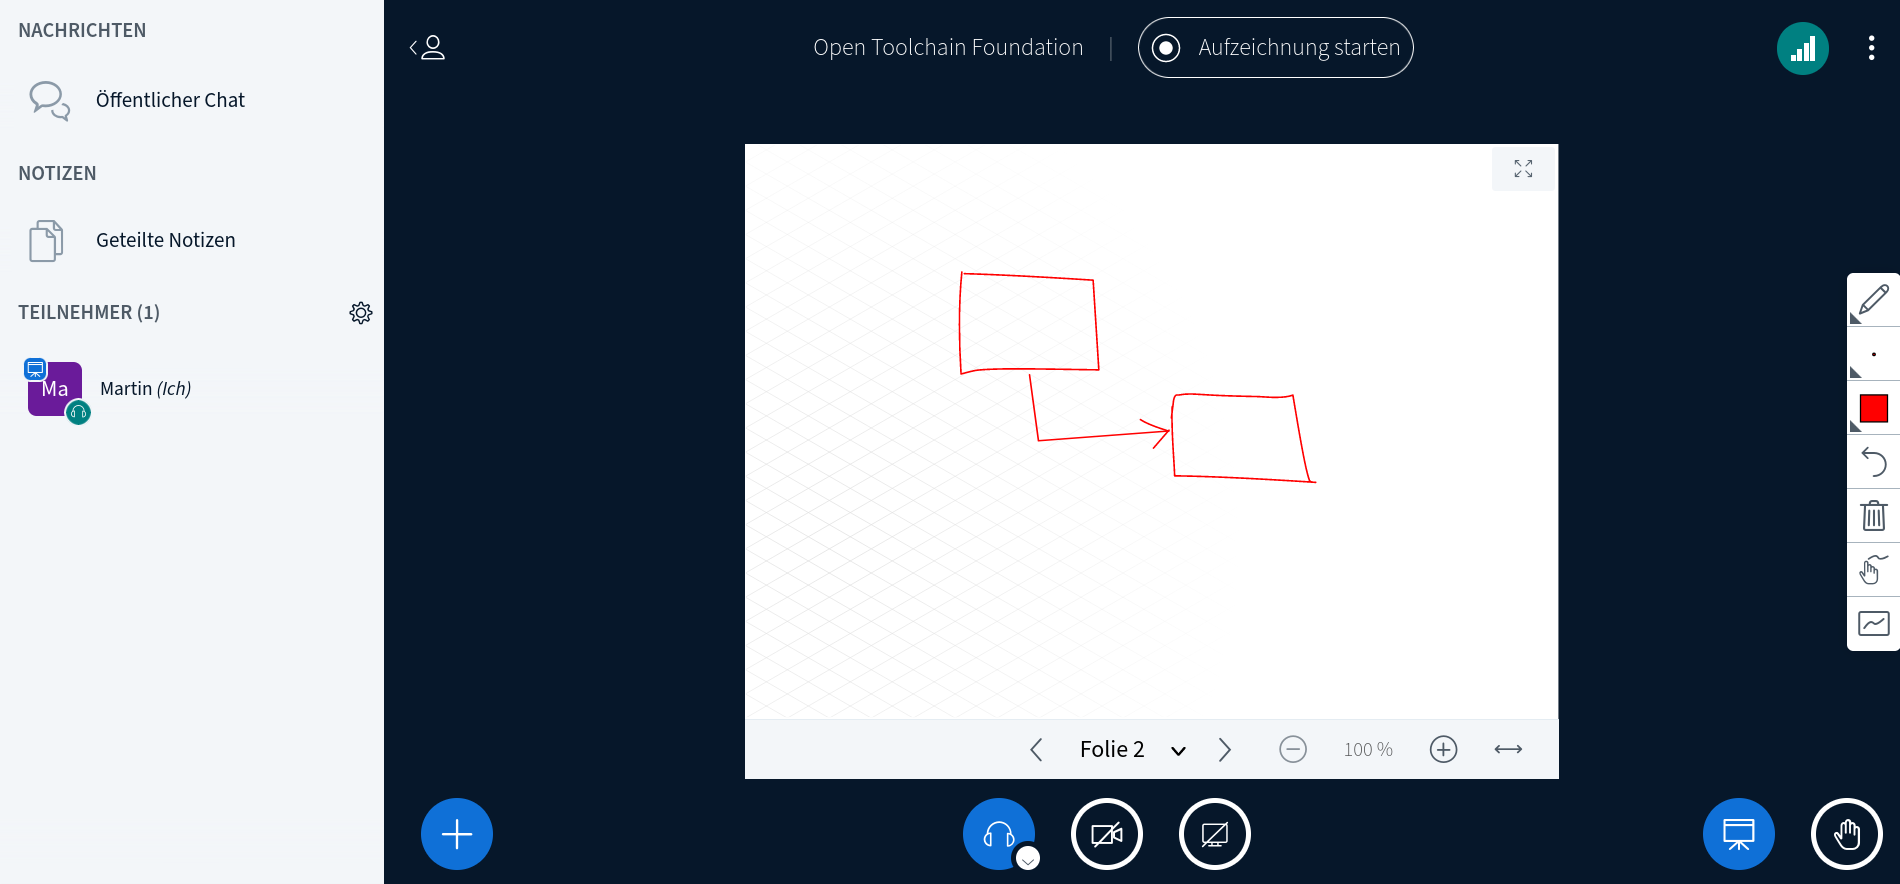 NACHRICHTEN
Öffentlicher Chat
NOTIZEN
Geteilte Notizen
TEILNEHMER (1)
Ma
Martin (Ich)
Open Toolchain Foundation
Aufzeichnung starten
Folie 2
100 %